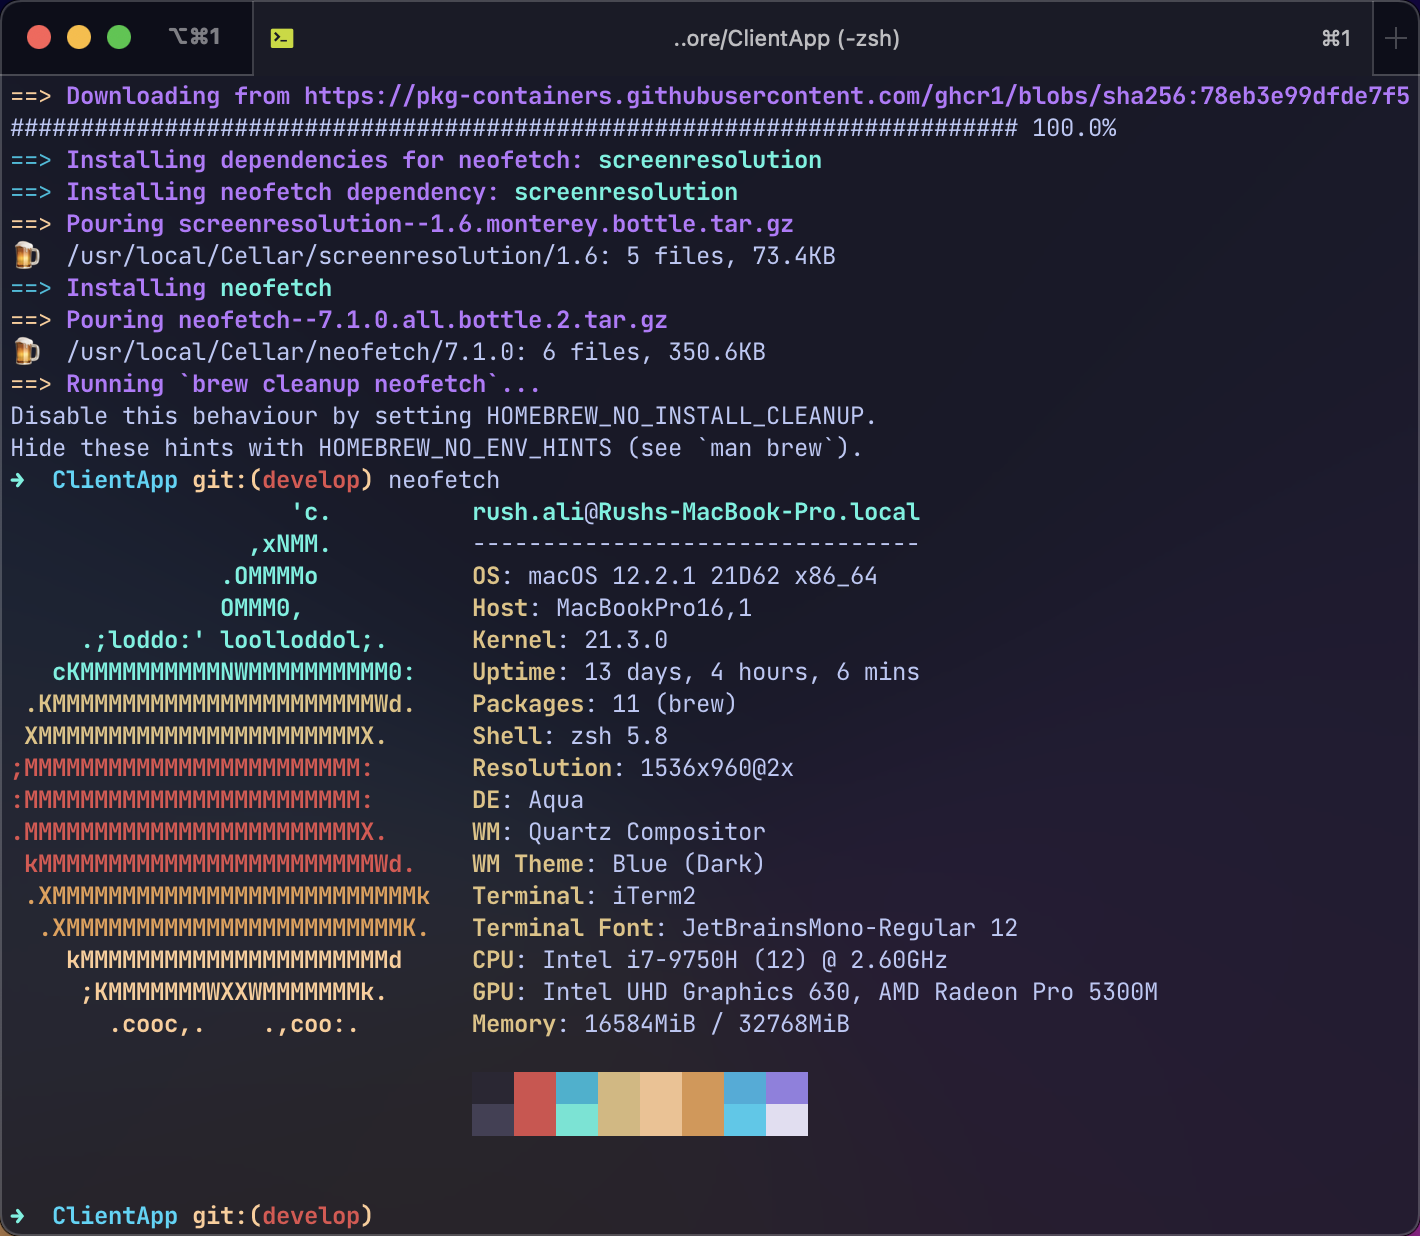 ⌥⌘1
..ore/ClientApp (-zsh)
⌘1
==> Downloading from https://pkg-containers.githubusercontent.com/ghcr1/blobs/sha256:78eb3e99dfde7f5
######################################################################## 100.0%
==> Installing dependencies for neofetch: screenresolution
==> Installing neofetch dependency: screenresolution
==> Pouring screenresolution--1.6.monterey.bottle.tar.gz
🍺  /usr/local/Cellar/screenresolution/1.6: 5 files, 73.4KB
==> Installing neofetch
==> Pouring neofetch--7.1.0.all.bottle.2.tar.gz
🍺  /usr/local/Cellar/neofetch/7.1.0: 6 files, 350.6KB
==> Running `brew cleanup neofetch`...
Disable this behaviour by setting HOMEBREW_NO_INSTALL_CLEANUP.
Hide these hints with HOMEBREW_NO_ENV_HINTS (see `man brew`).
➜  ClientApp git:(develop) neofetch
                    'c.          rush.ali@Rushs-MacBook-Pro.local
                 ,xNMM.          --------------------------------
               .OMMMMo           OS: macOS 12.2.1 21D62 x86_64
               OMMM0,            Host: MacBookPro16,1
     .;loddo:' loolloddol;.      Kernel: 21.3.0
   cKMMMMMMMMMMNWMMMMMMMMMM0:    Uptime: 13 days, 4 hours, 6 mins
 .KMMMMMMMMMMMMMMMMMMMMMMMWd.    Packages: 11 (brew)
 XMMMMMMMMMMMMMMMMMMMMMMMX.      Shell: zsh 5.8
;MMMMMMMMMMMMMMMMMMMMMMMM:       Resolution: 1536x960@2x
:MMMMMMMMMMMMMMMMMMMMMMMM:       DE: Aqua
.MMMMMMMMMMMMMMMMMMMMMMMMX.      WM: Quartz Compositor
 kMMMMMMMMMMMMMMMMMMMMMMMMWd.    WM Theme: Blue (Dark)
 .XMMMMMMMMMMMMMMMMMMMMMMMMMMk   Terminal: iTerm2
  .XMMMMMMMMMMMMMMMMMMMMMMMMK.   Terminal Font: JetBrainsMono-Regular 12
    kMMMMMMMMMMMMMMMMMMMMMMd     CPU: Intel i7-9750H (12) @ 2.60GHz
     ;KMMMMMMMWXXWMMMMMMMk.      GPU: Intel UHD Graphics 630, AMD Radeon Pro 5300M
       .cooc,.    .,coo:.        Memory: 16584MiB / 32768MiB
➜  ClientApp git:(develop)